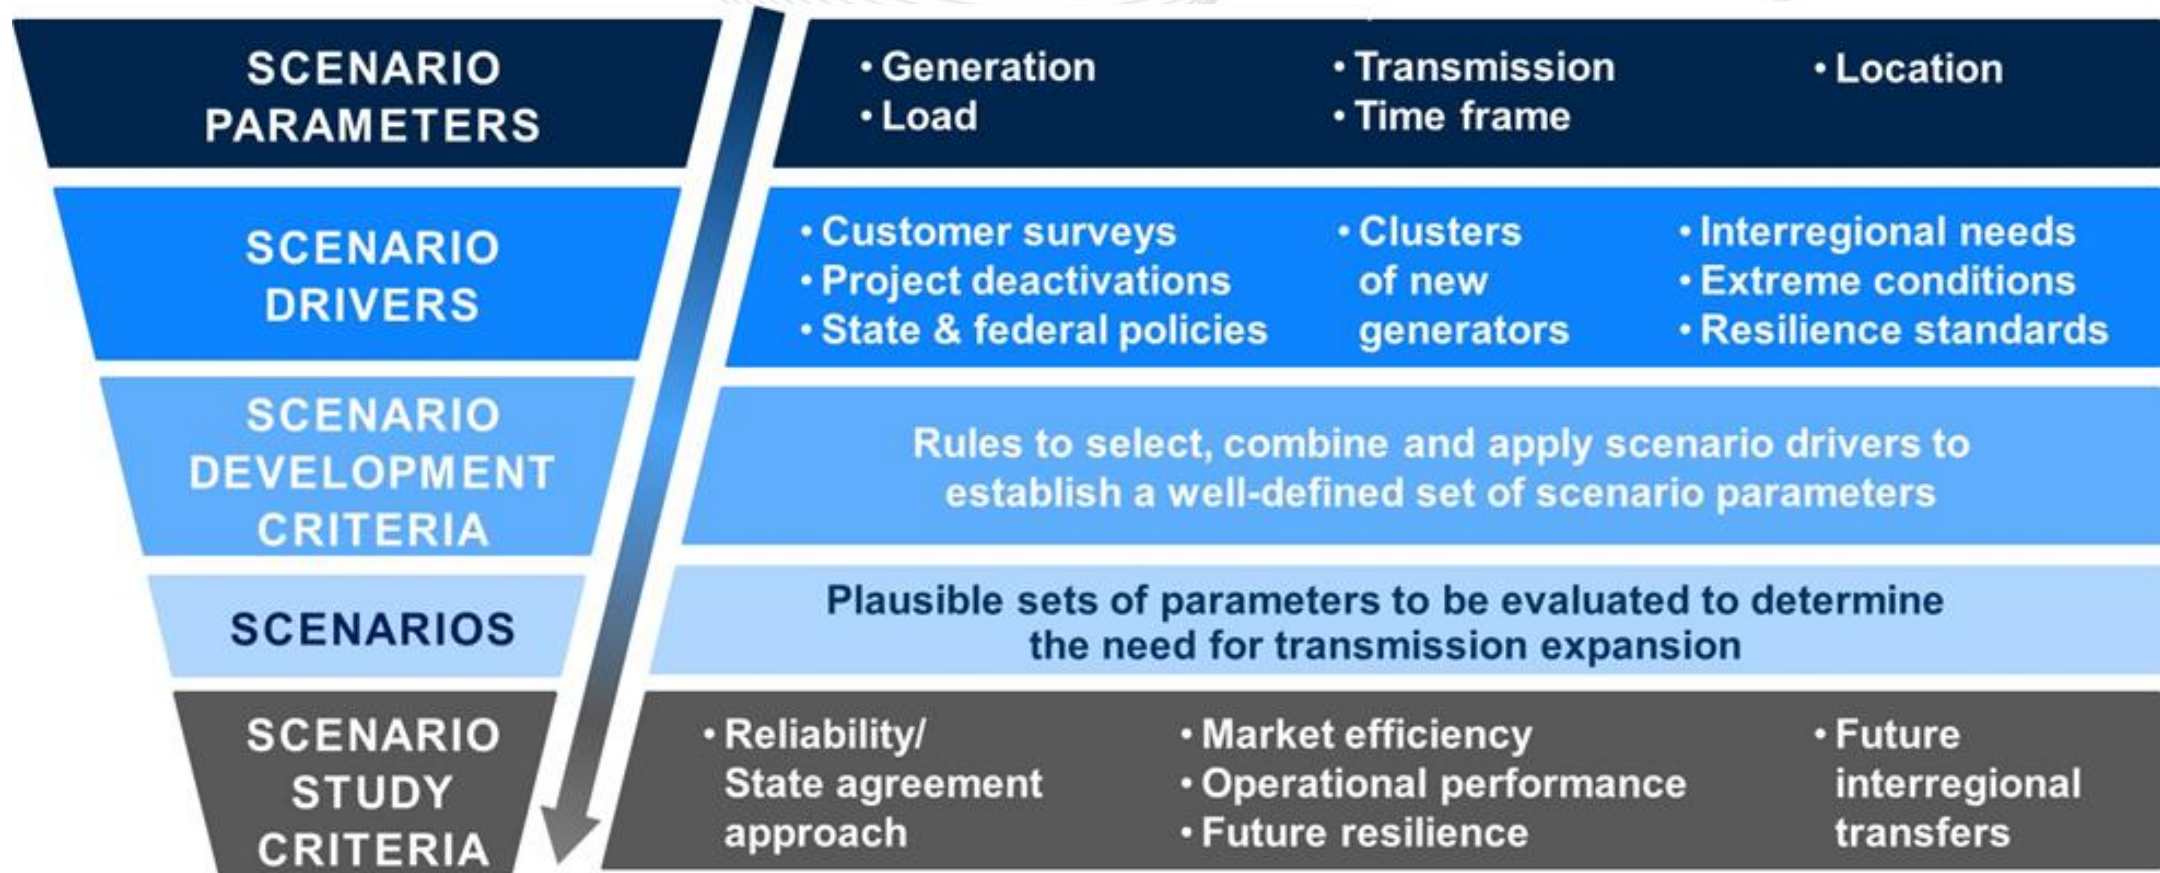 SCENARIO
PARAMETERS
• Generation
• Load
• Transmission
• Time frame
• Location
SCENARIO
DRIVERS
• Customer surveys
• Project deactivations
• State & federal policies
• Clusters
of new
generators
• Interregional needs
• Extreme conditions
• Resilience standards
SCENARIO
DEVELOPMENT
CRITERIA
Rules to select, combine and apply scenario drivers to
establish a well-defined set of scenario parameters
SCENARIOS
Plausible sets of parameters to be evaluated to determine
the need for transmission expansion
SCENARIO
STUDY
CRITERIA
• Reliability/
State agreement
approach
• Market efficiency
• Operational performance
• Future resilience
• Future
interregional
transfers